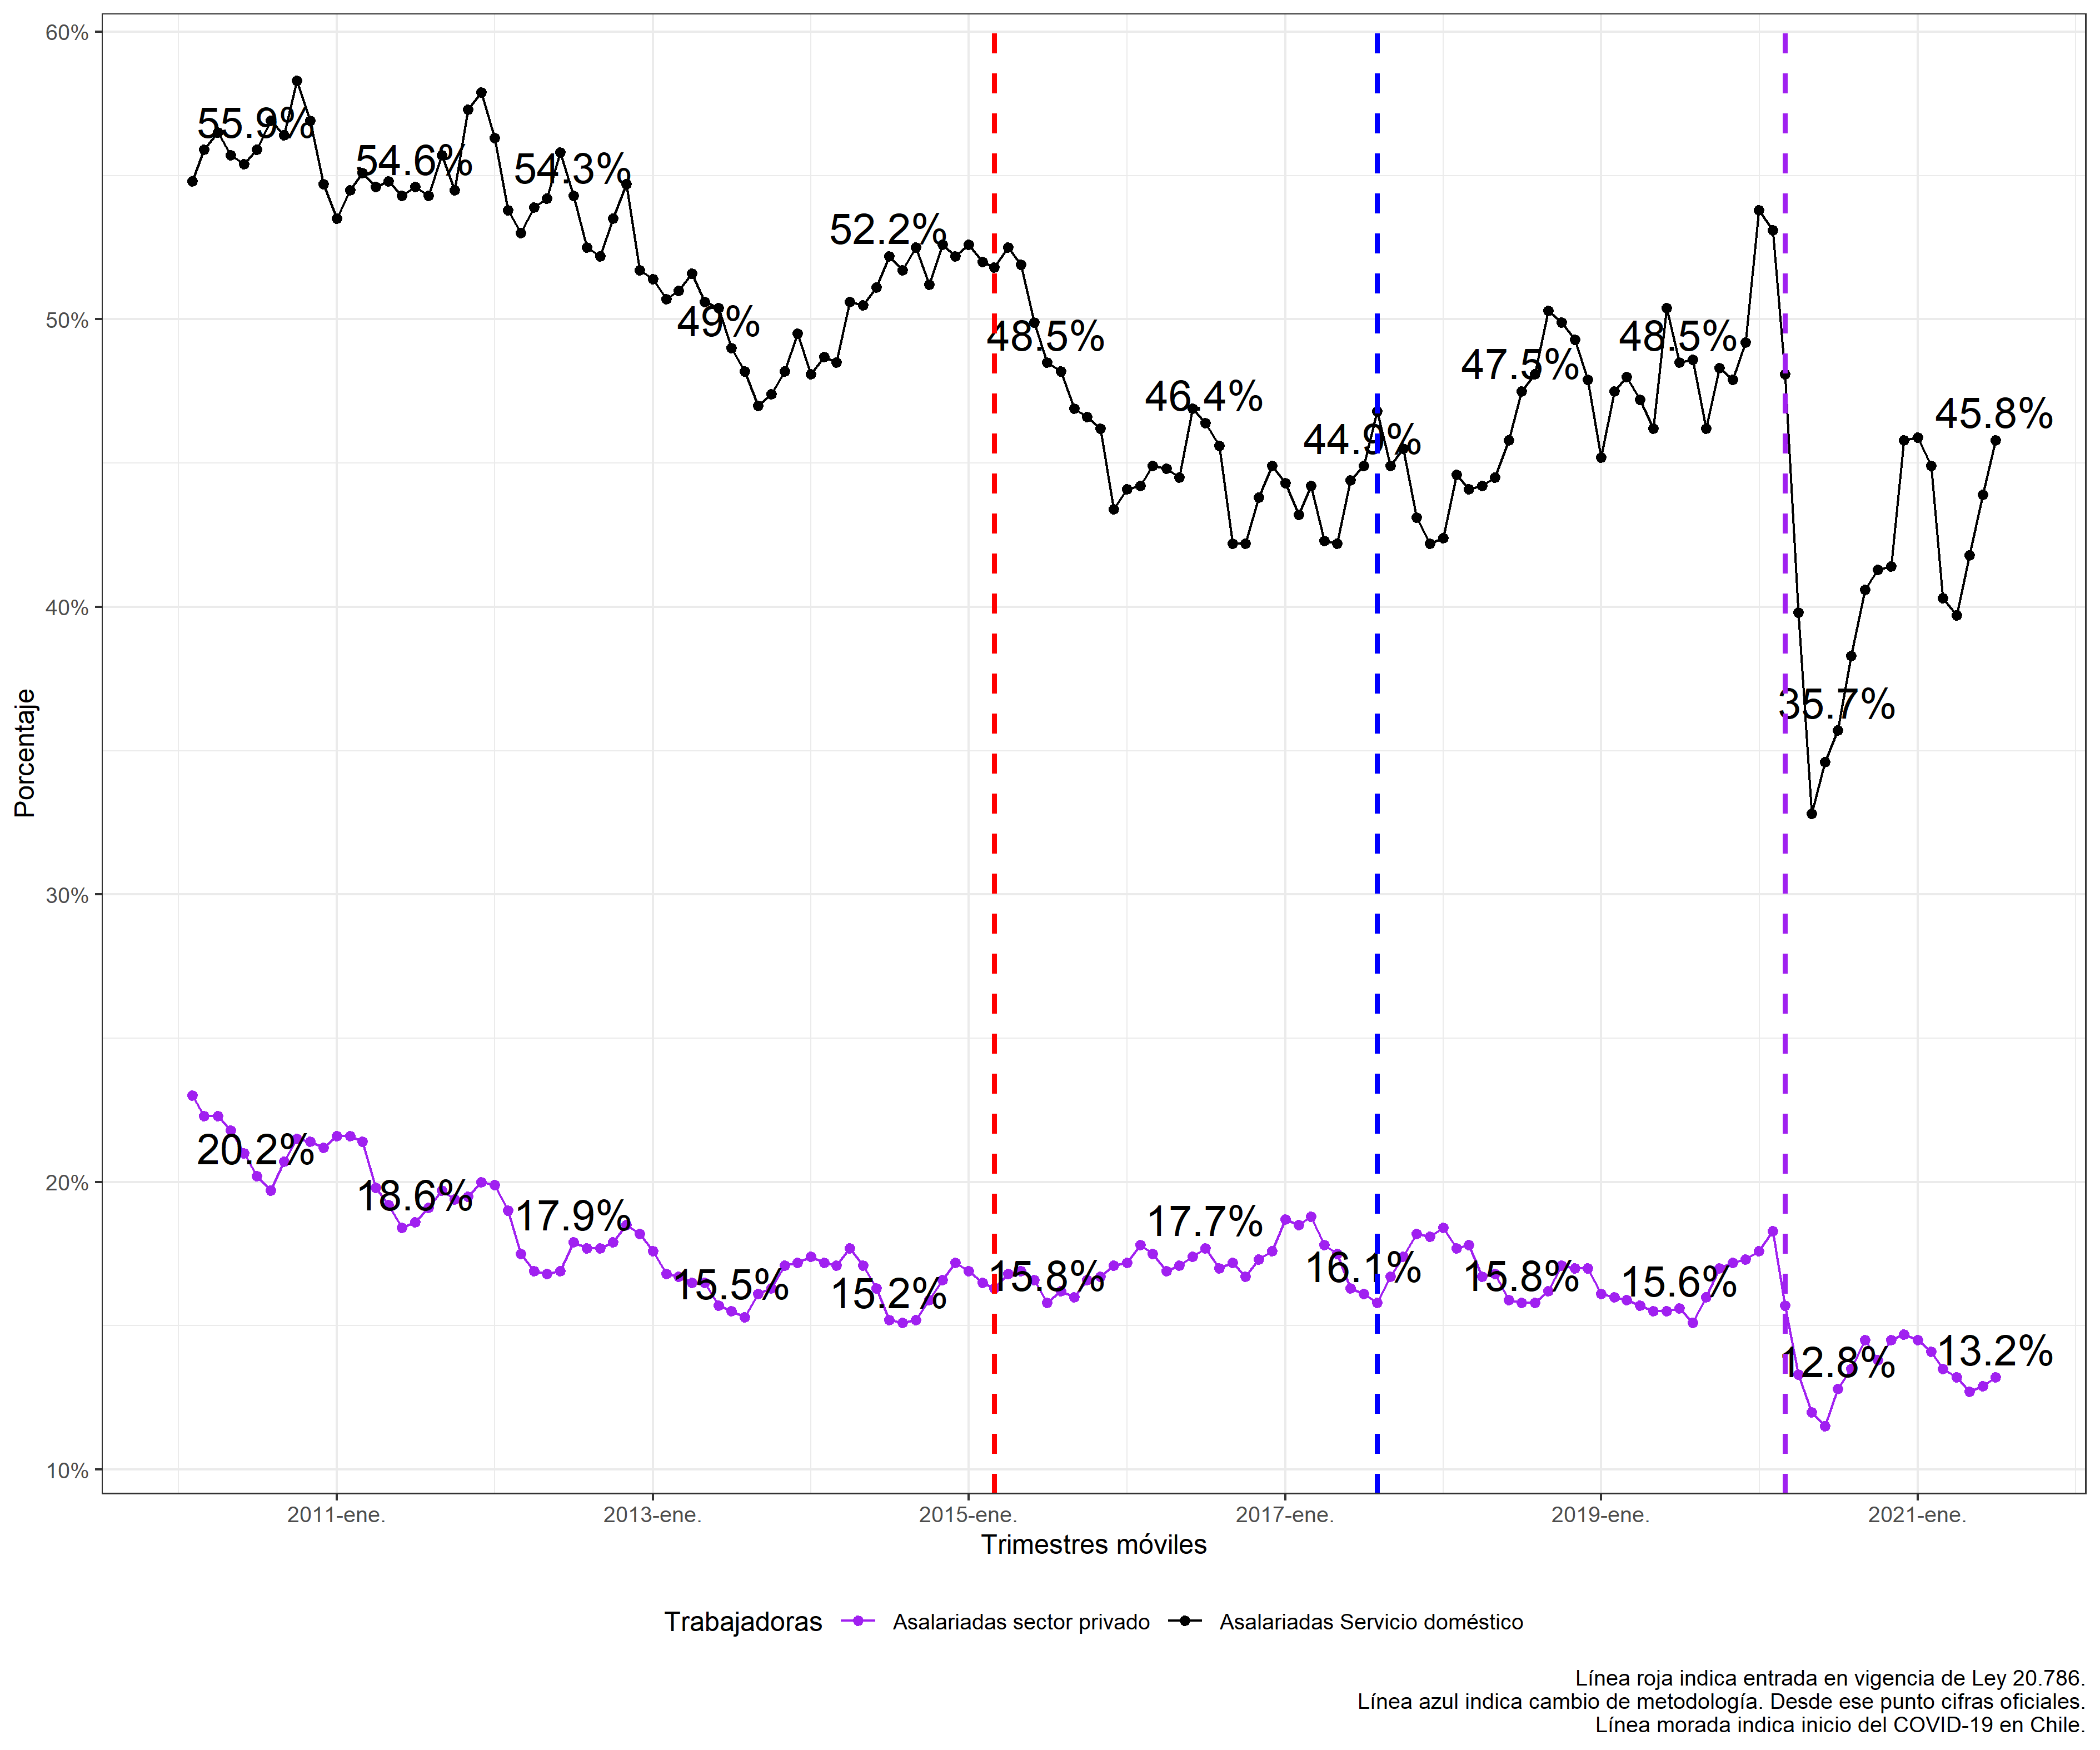 60%
50%
40%
30%
20%
10%
Porcentaje
55.9%
54.6%
54.3%
49%
52.2%
48.5%
46.4%
44.9%
47.5%
48.5%
35.7%
45.8%
20.2%
18.6%
17.9%
15.5%
15.2%
15.8%
17.7%
16.1%
15.8%
15.6%
12.8%
13.2%
2011-ene.
2013-ene.
2015-ene.
2017-ene.
2019-ene.
2021-ene.
Trimestres móviles
Trabajadoras
Asalariadas sector privado
Asalariadas Servicio doméstico
Línea roja indica entrada en vigencia de Ley 20.786.
Línea azul indica cambio de metodología. Desde ese punto cifras oficiales.
Línea morada indica inicio del COVID-19 en Chile.